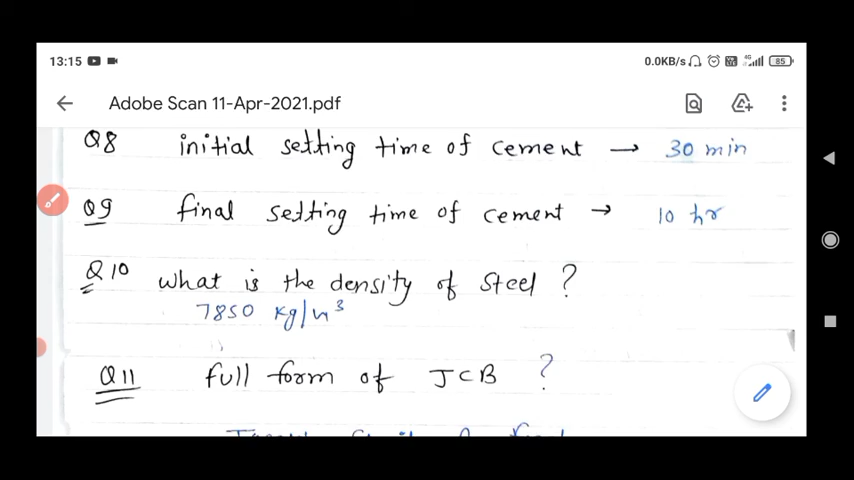 13:15
0.0KB/s
4G
85
Adobe Scan 11-Apr-2021.pdf
Q8 initial setting time of cement → 30 min
Q9 final setting time of cement → 10 hr
Q10 What is the density of Steel ?
7850 kg/m³
Q11 full form of JCB ?